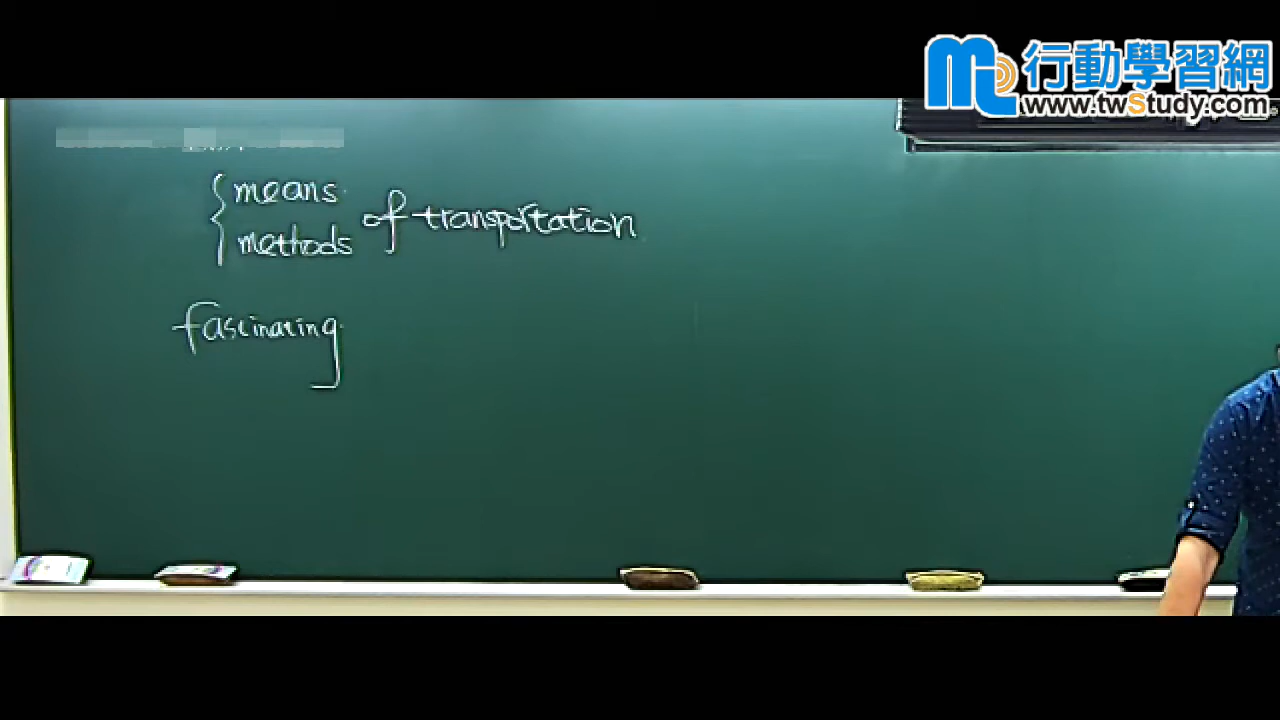 行動學習網
www.twStudy.com
{ means
methods of transportation
fascinating